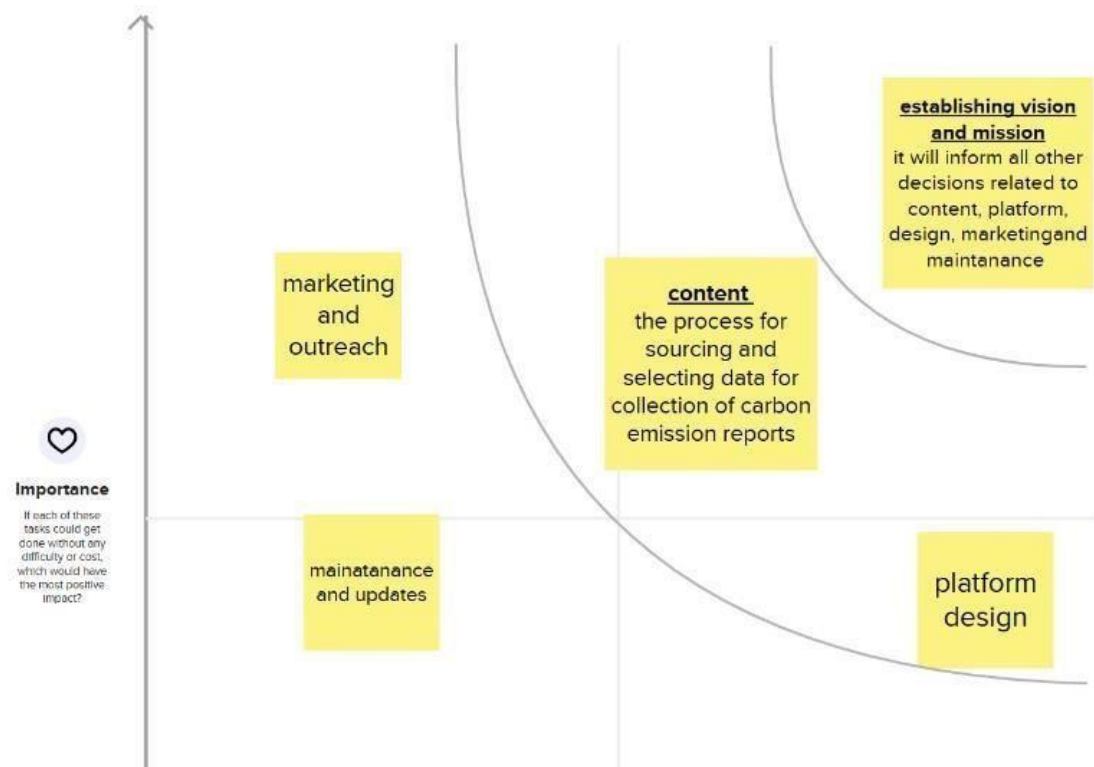 establishing vision
and mission
it will inform all other
decisions related to
content, platform,
design, marketingand
maintanance
marketing
and
outreach
content
the process for
sourcing and
selecting data for
collection of carbon
emission reports
Importance
If each of these
tasks could get
done without any
difficulty or cost,
which would have
the most positive
impact?
mainatanance
and updates
platform
design